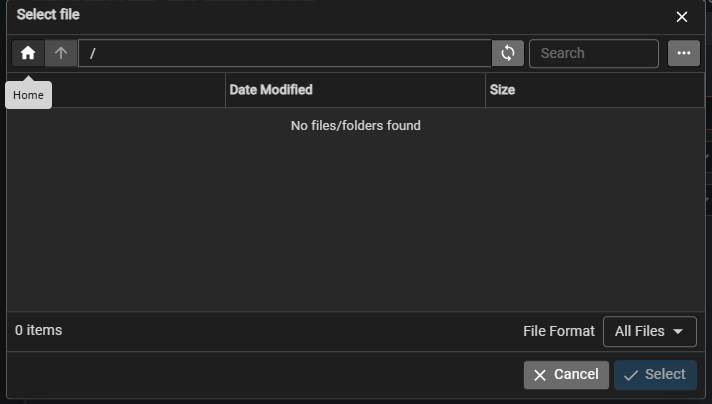 Select file
/
Search
Home
Date Modified
Size
No files/folders found
0 items
File Format
All Files
Cancel
Select